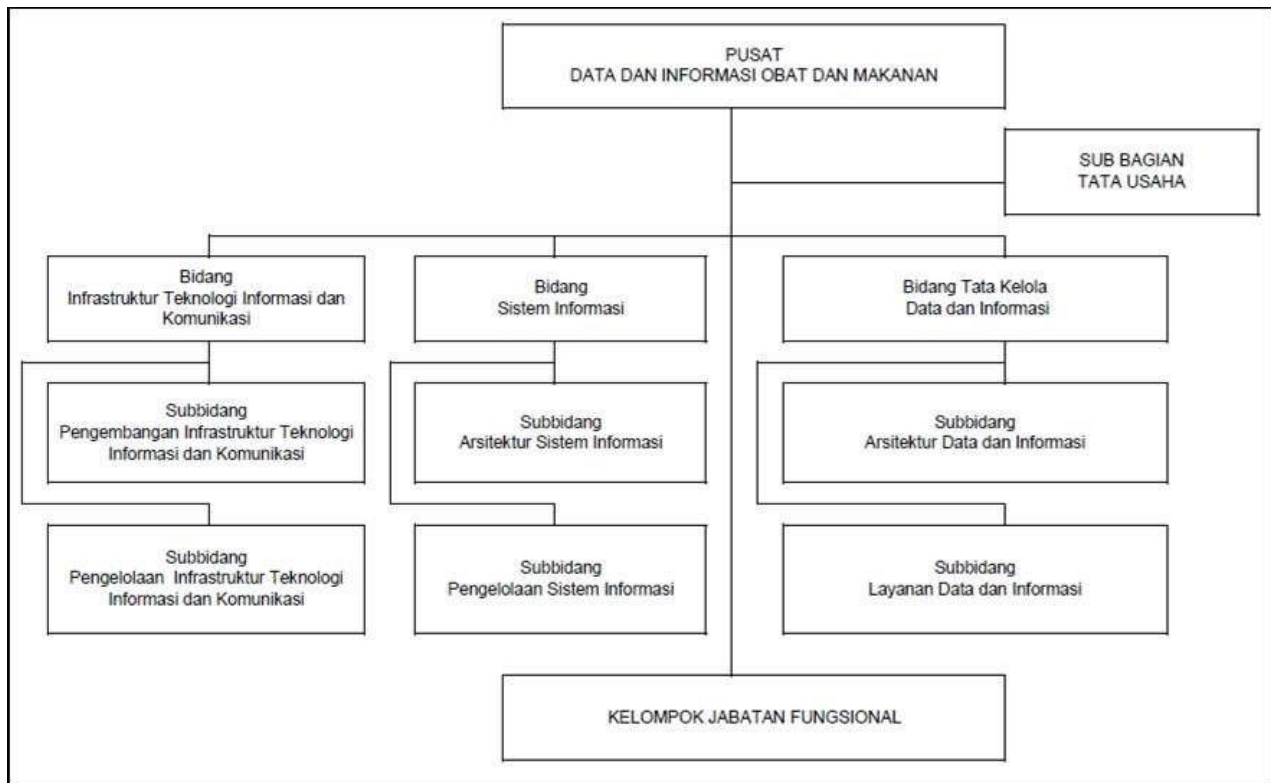 PUSAT
DATA DAN INFORMASI OBAT DAN MAKANAN
SUB BAGIAN
TATA USAHA
Bidang
Infrastruktur Teknologi Informasi dan
Komunikasi
Bidang
Sistem Informasi
Bidang Tata Kelola
Data dan Informasi
Subbidang
Pengembangan Infrastruktur Teknologi
Informasi dan Komunikasi
Subbidang
Arsitektur Sistem Informasi
Subbidang
Arsitektur Data dan Informasi
Subbidang
Pengelolaan Infrastruktur Teknologi
Informasi dan Komunikasi
Subbidang
Pengelolaan Sistem Informasi
Subbidang
Layanan Data dan Informasi
KELOMPOK JABATAN FUNGSIONAL